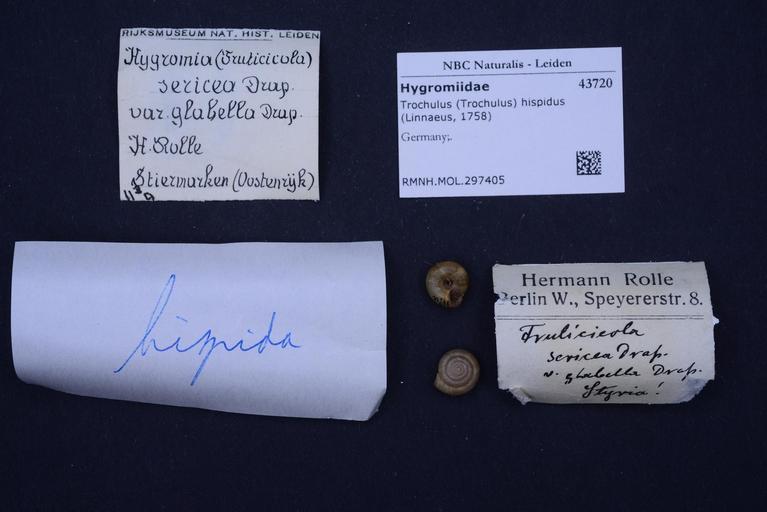 RIJKSMUSEUM NAT. HIST. LEIDEN
Hygromia (Fruticicola)
sericea Drap.
var. glabella Drap.
H. Rolle
Stiermarken (Oostenrijk)
NBC Naturalis - Leiden
Hygromiidae 43720
Trochulus (Trochulus) hispidus
(Linnaeus, 1758)
Germany;.
RMNH.MOL.297405
hispida
Hermann Rolle
Berlin W., Speyererstr. 8.
Fruticicola
sericea Drap.
v. glabella Drap.
Styria!